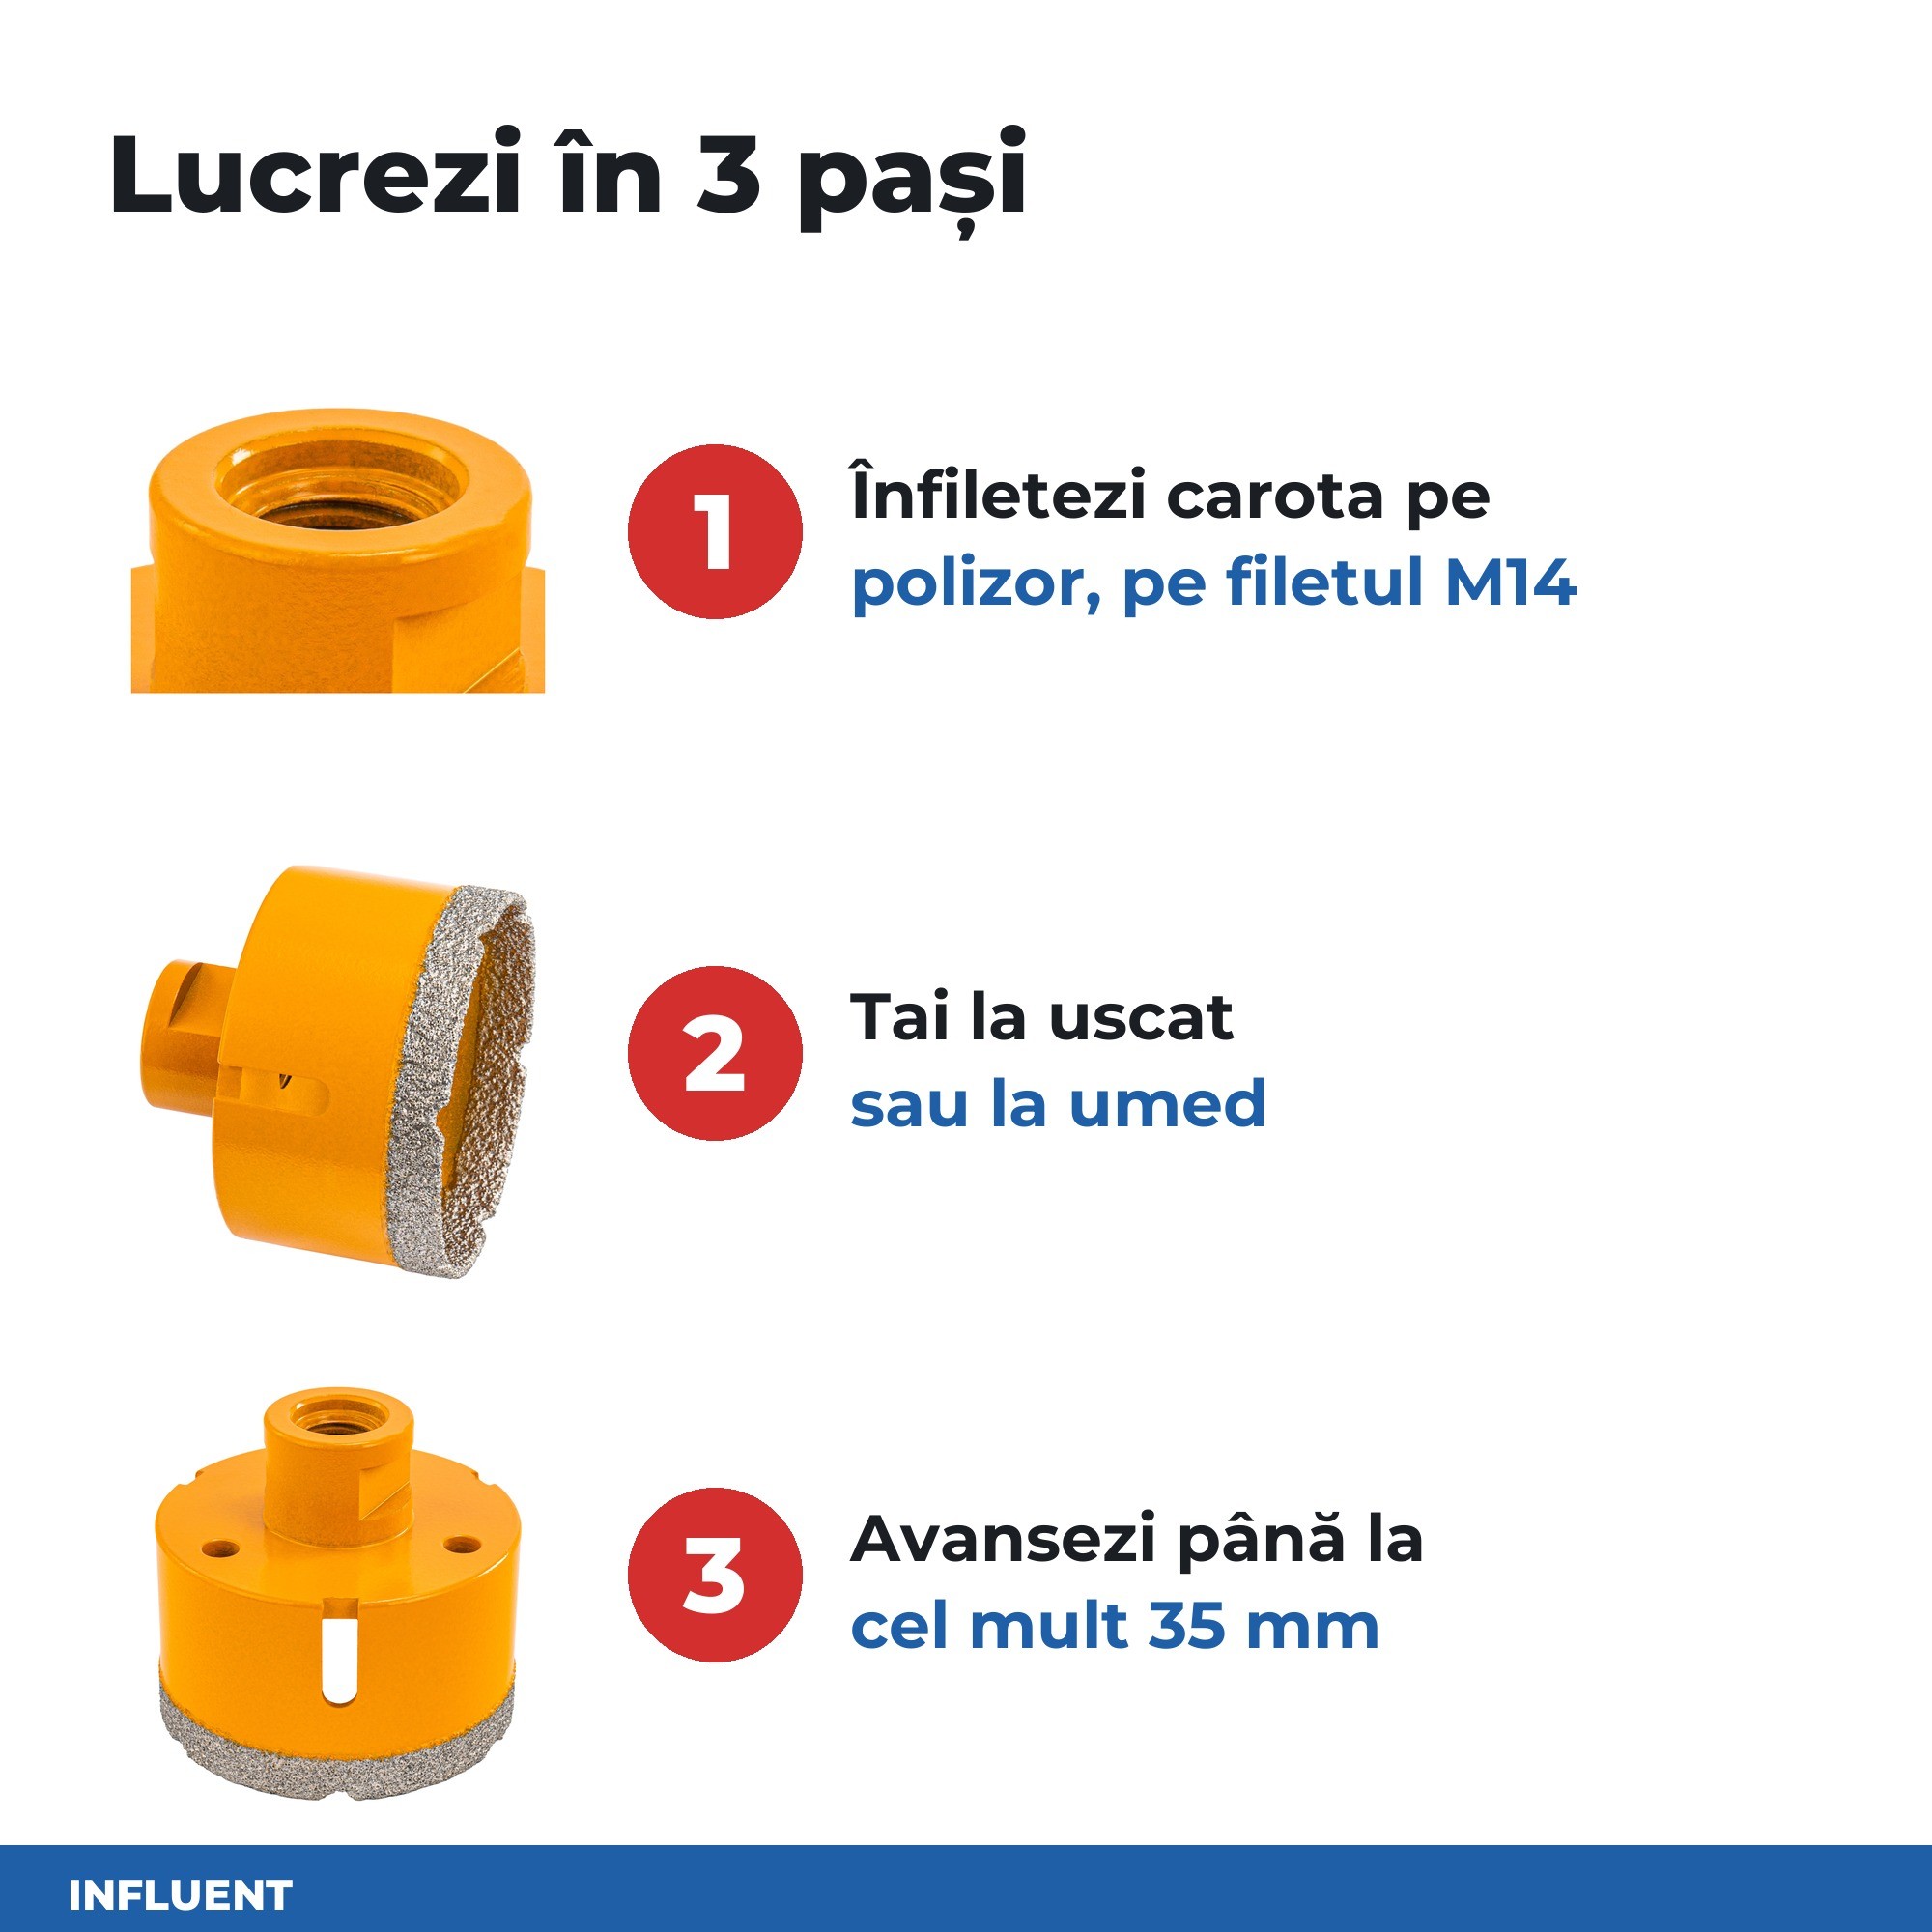 Lucrezi în 3 pași
1
Înfiletezi carota pe
polizor, pe filetul M14
2
Tai la uscat
sau la umed
3
Avansezi până la
cel mult 35 mm
INFLUENT